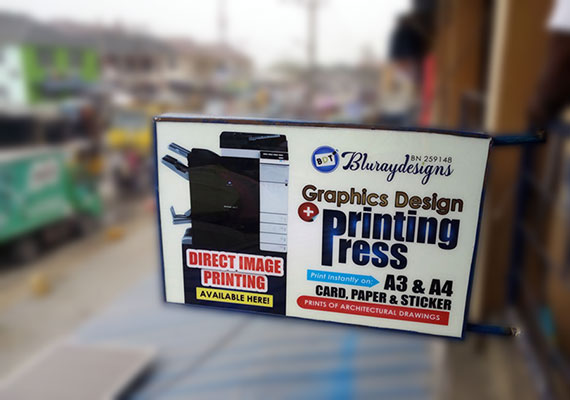 BDT
Bluraydesigns
BN 259148
Graphics Design
+ Printing
Press
DIRECT IMAGE
PRINTING
AVAILABLE HERE!
Print Instantly on: A3 & A4
CARD, PAPER & STICKER
PRINTS OF ARCHITECTURAL DRAWINGS